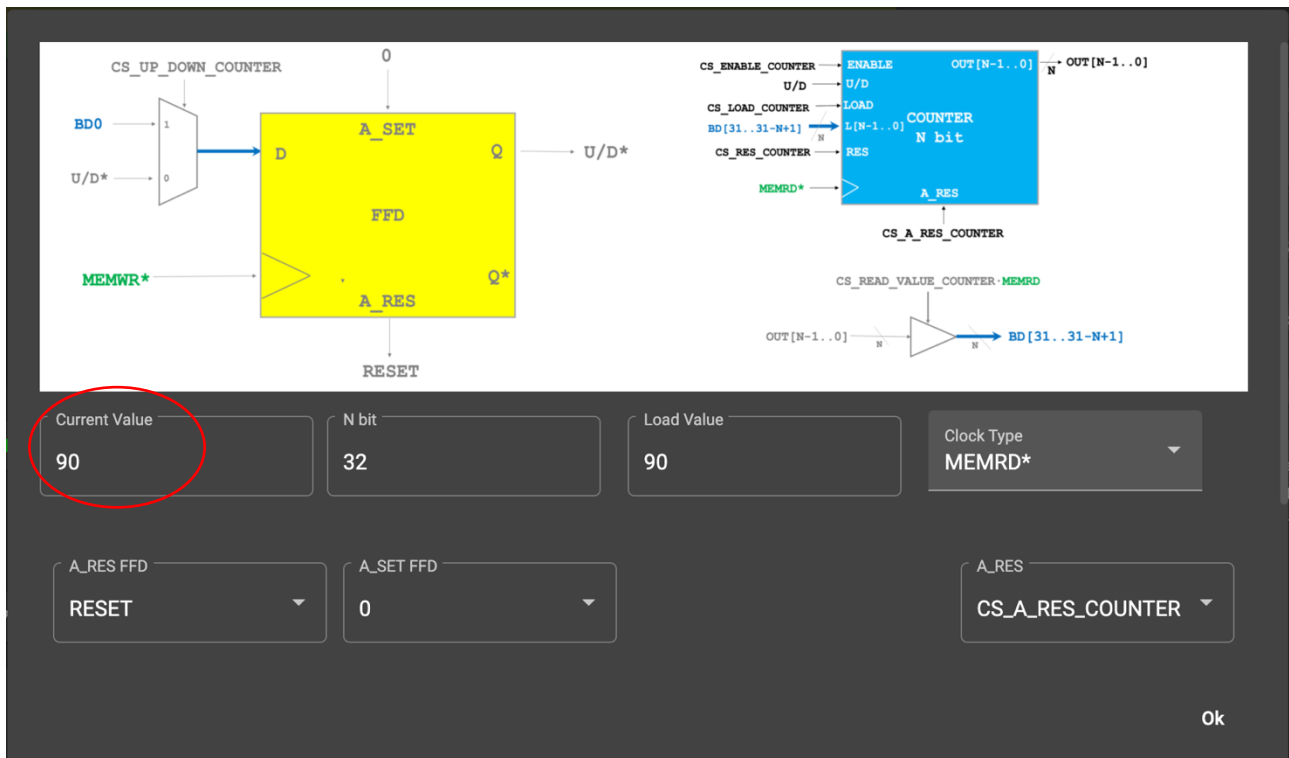 CS_UP_DOWN_COUNTER
0
BD0
1
U/D*
0
A_SET
D
Q
U/D*
FFD
MEMWR*
Q*
A_RES
RESET
CS_ENABLE_COUNTER
ENABLE
OUT[N-1..0]
N
OUT[N-1..0]
U/D
U/D
CS_LOAD_COUNTER
LOAD
COUNTER
BD[31..31-N+1]
N
L[N-1..0]
N bit
CS_RES_COUNTER
RES
MEMRD*
A_RES
CS_A_RES_COUNTER
CS_READ_VALUE_COUNTER·MEMRD
OUT[N-1..0]
N
N
BD[31..31-N+1]
Current Value
90
N bit
32
Load Value
90
Clock Type
MEMRD*
A_RES FFD
RESET
A_SET FFD
0
A_RES
CS_A_RES_COUNTER
Ok